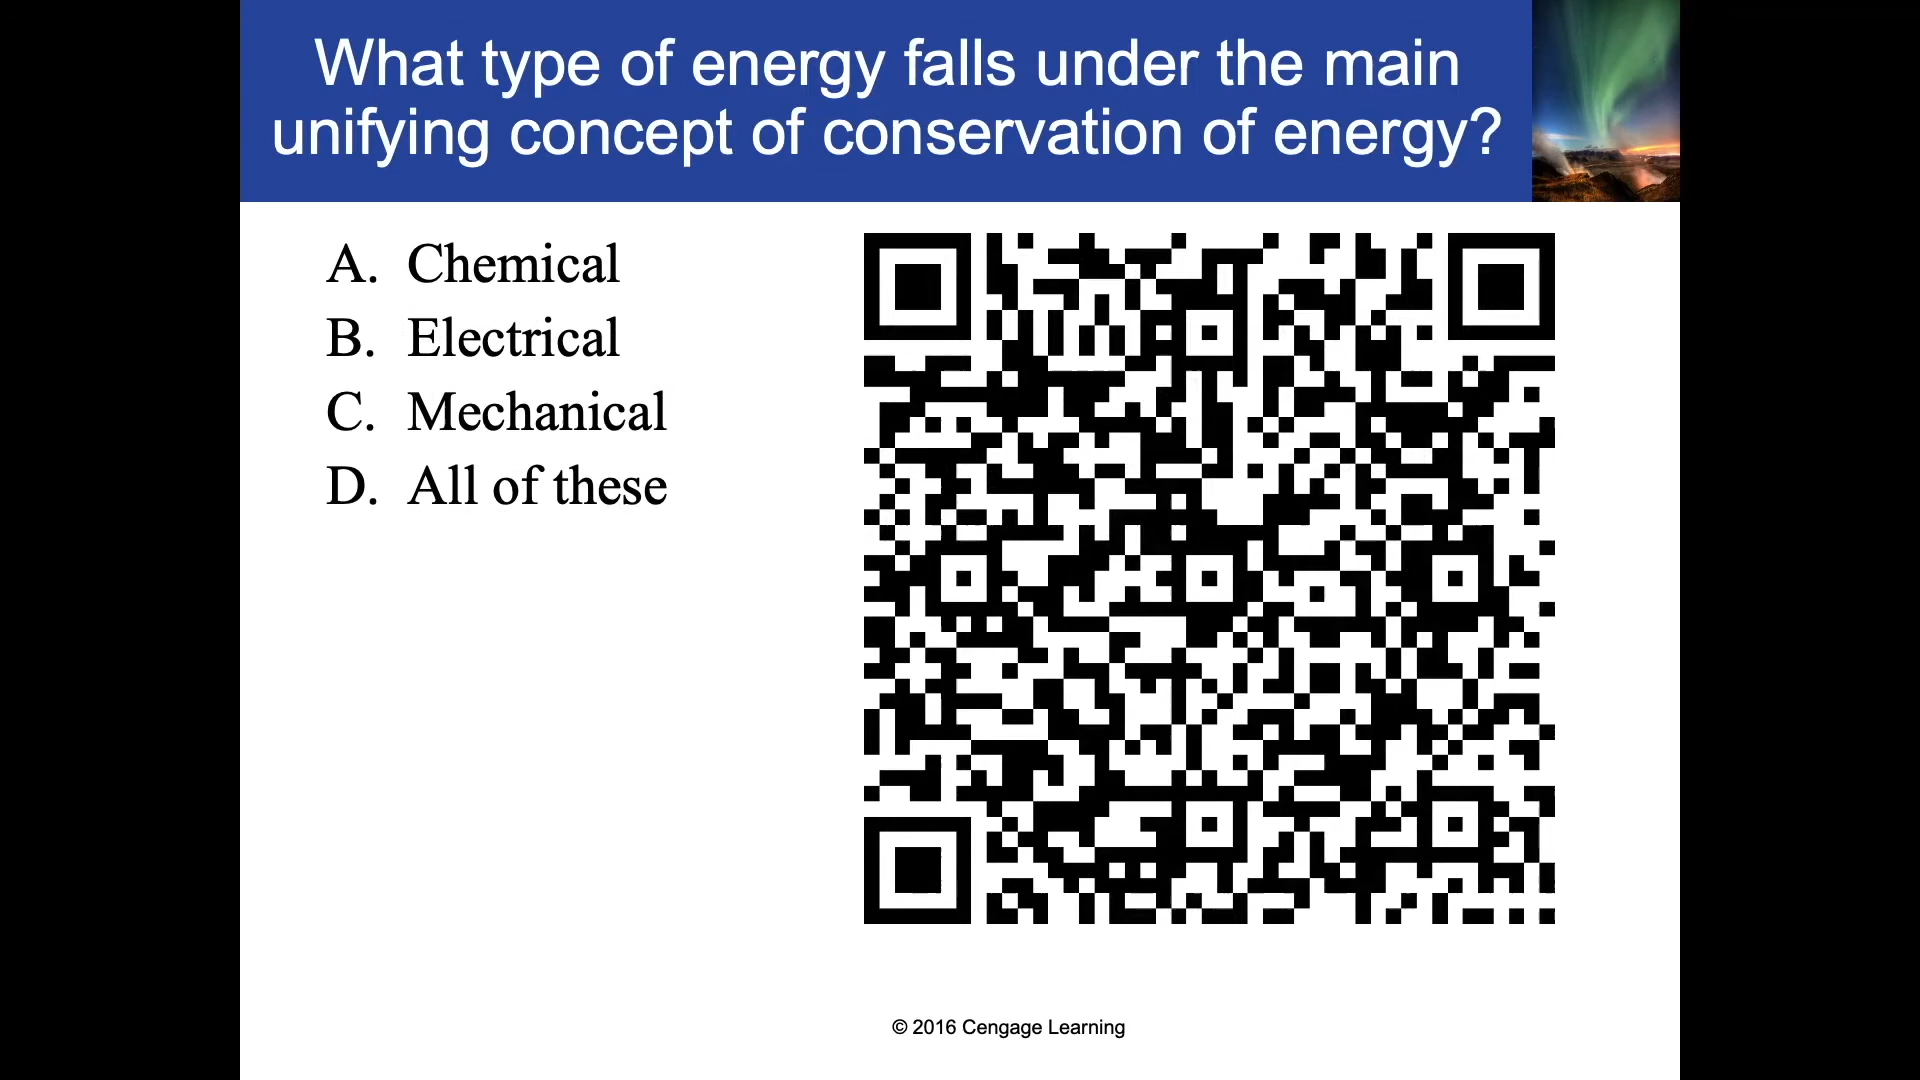 What type of energy falls under the main
unifying concept of conservation of energy?
A. Chemical
B. Electrical
C. Mechanical
D. All of these
© 2016 Cengage Learning